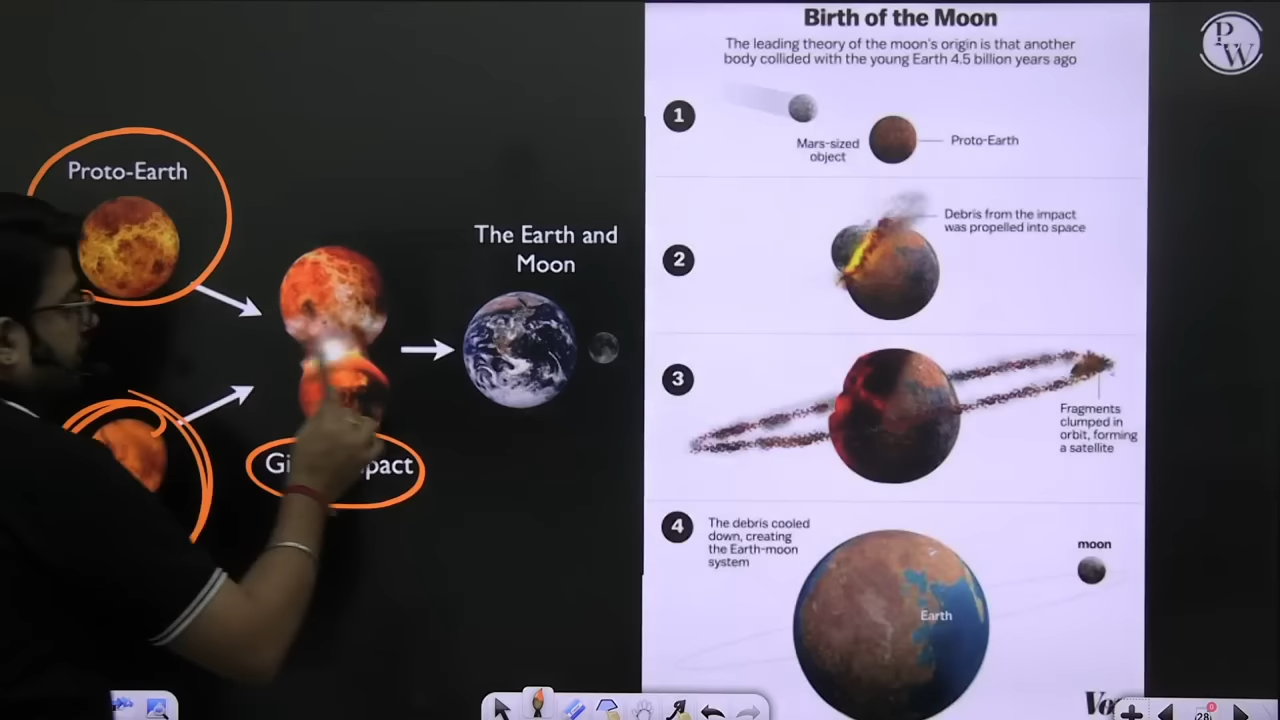 Proto-Earth
The Earth and
Moon
Birth of the Moon
The leading theory of the moon's origin is that another
body collided with the young Earth 4.5 billion years ago
1
Mars-sized
object
Proto-Earth
2
Debris from the impact
was propelled into space
3
Fragments
clumped in
orbit, forming
a satellite
4
The debris cooled
down, creating
the Earth-moon
system
moon
Earth
PW
28